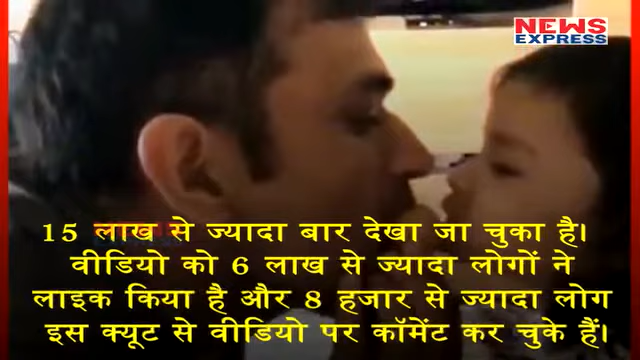 NEWS
EXPRESS
15 लाख से ज्यादा बार देखा जा चुका है।
वीडियो को 6 लाख से ज्यादा लोगों ने
लाइक किया है और 8 हजार से ज्यादा लोग
इस क्यूट से वीडियो पर कॉमेंट कर चुके हैं।